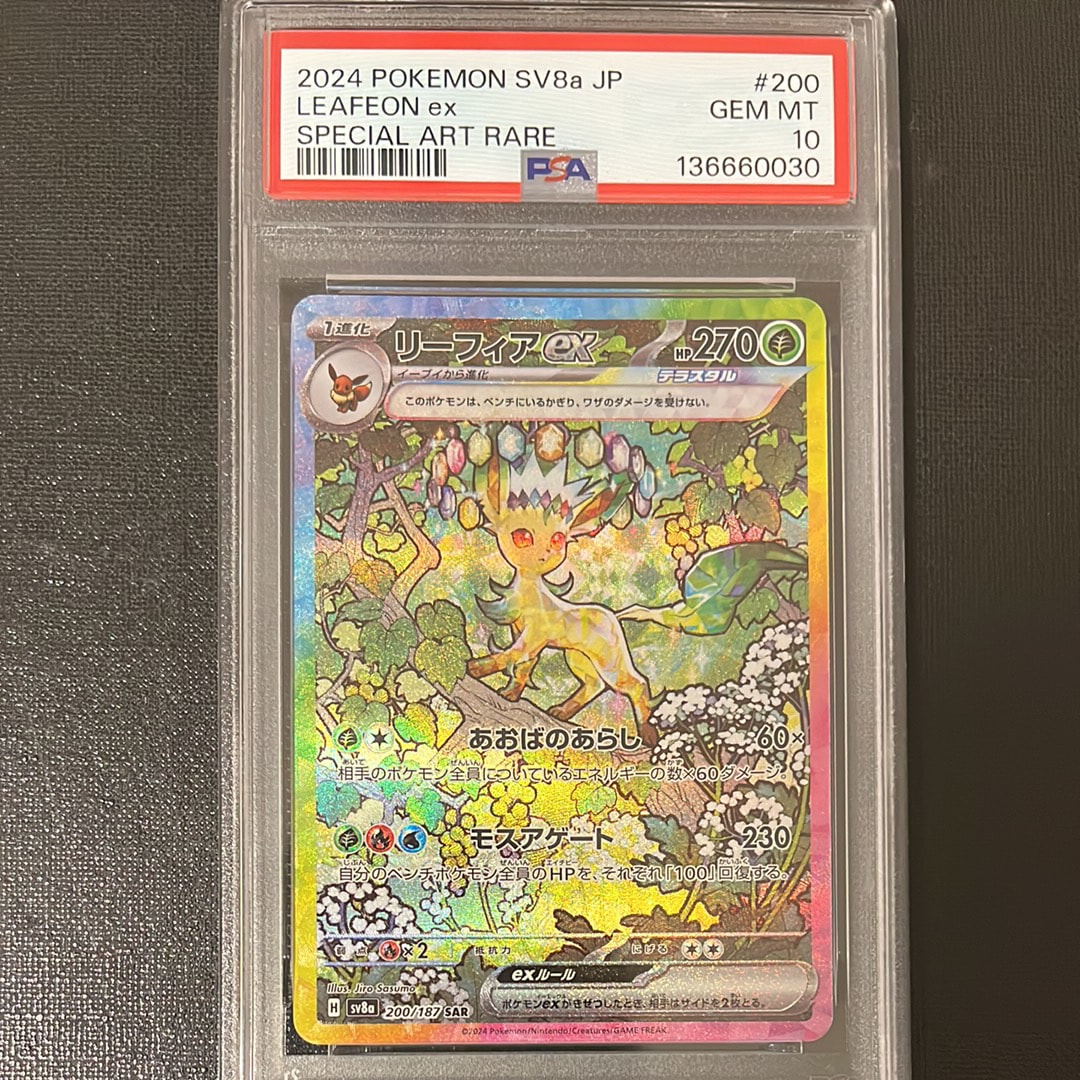 2024 POKEMON SV8a JP #200
LEAFEON ex GEM MT
SPECIAL ART RARE 10
PSA 136660030
1進化 リーフィアex HP270
イーブイから進化 テラスタル
このポケモンは、ベンチにいるかぎり、ワザのダメージを受けない。
あおばのあらし 60×
相手のポケモン全員についているエネルギーの数×60ダメージ。
モスアゲート 230
自分のベンチポケモン全員のHPを、それぞれ「100」回復する。
弱点 ×2 抵抗力 にげる
exルール
ポケモンexがきぜつしたとき、相手はサイドを2枚とる。
Illus. Jiro Sasumo
H sv8a 200/187 SAR
©2024 Pokémon/Nintendo/Creatures/GAME FREAK.